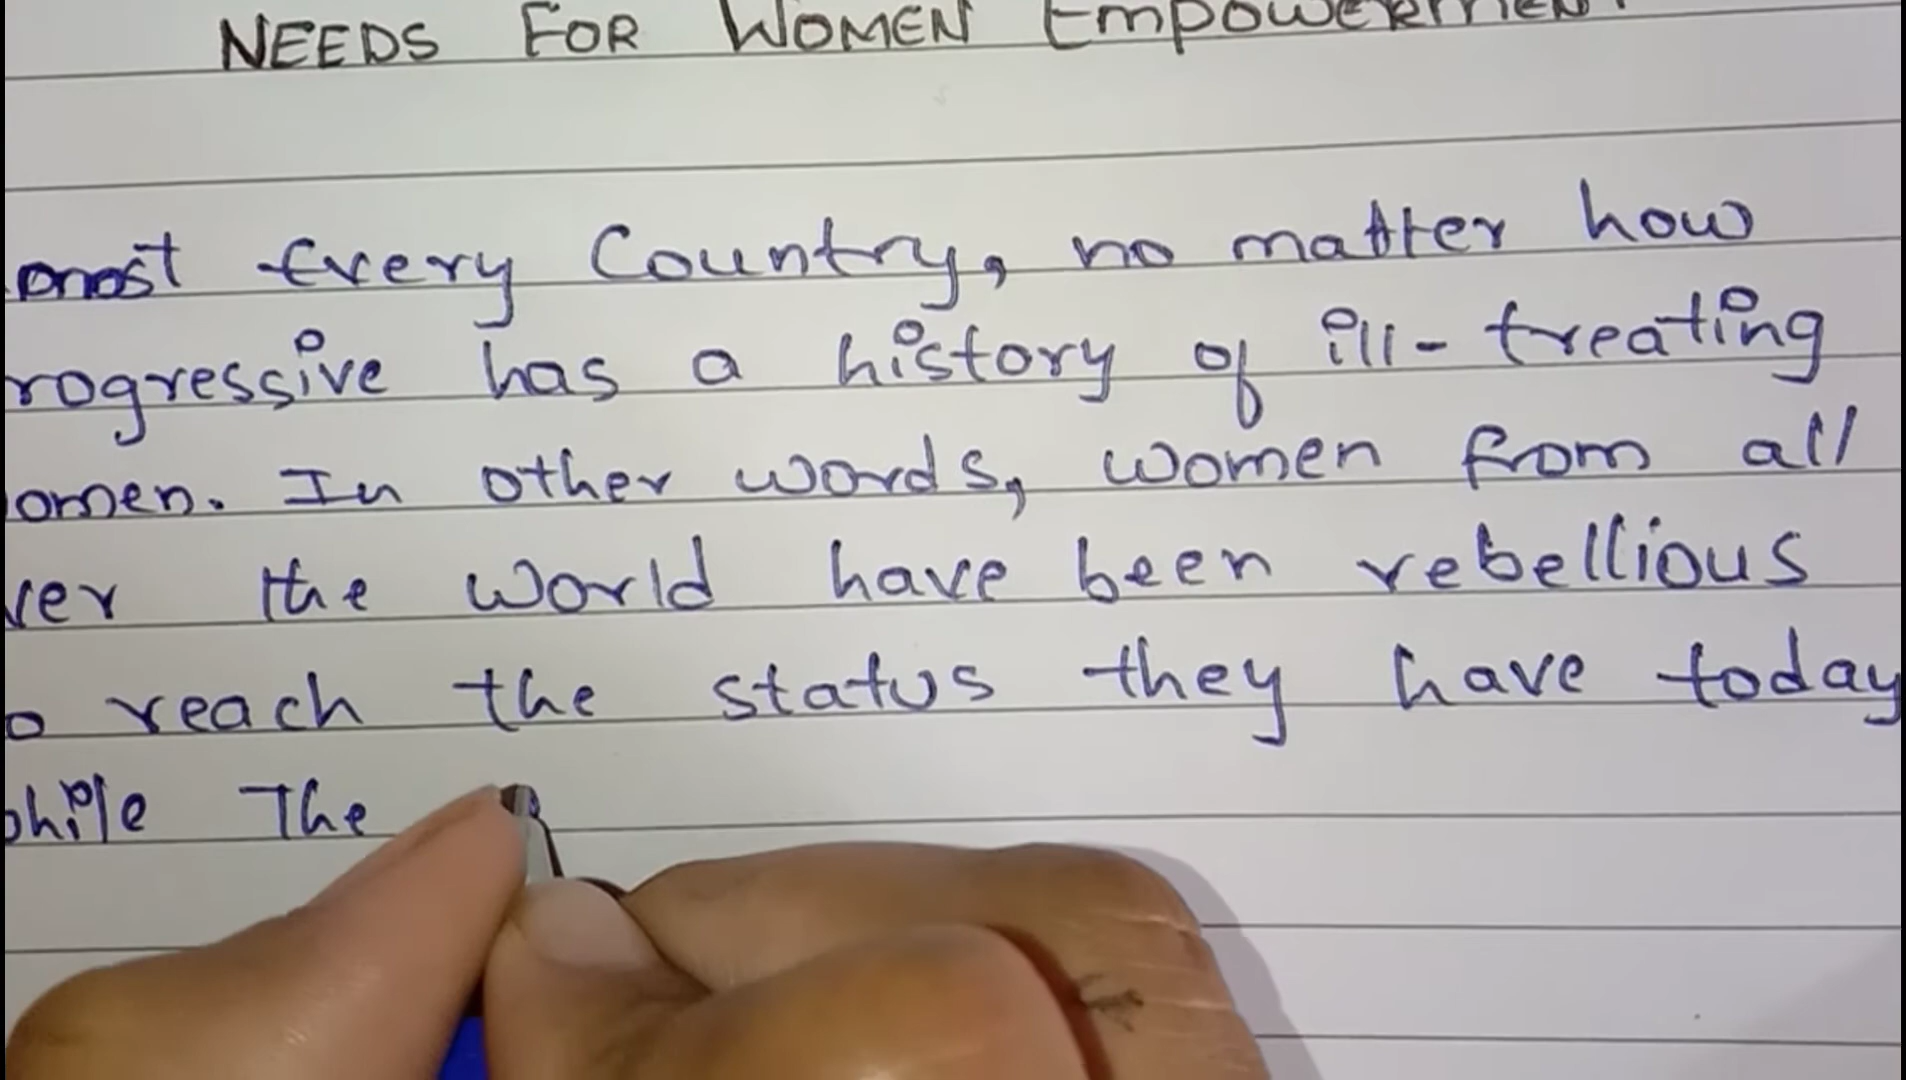 NEEDS FOR WOMEN EMPOWERMENT
most Every Country, no matter how
rogressive has a history of ill-treating
omen. In other words, women from all
ver the world have been rebellious
o reach the status they have today
hile The